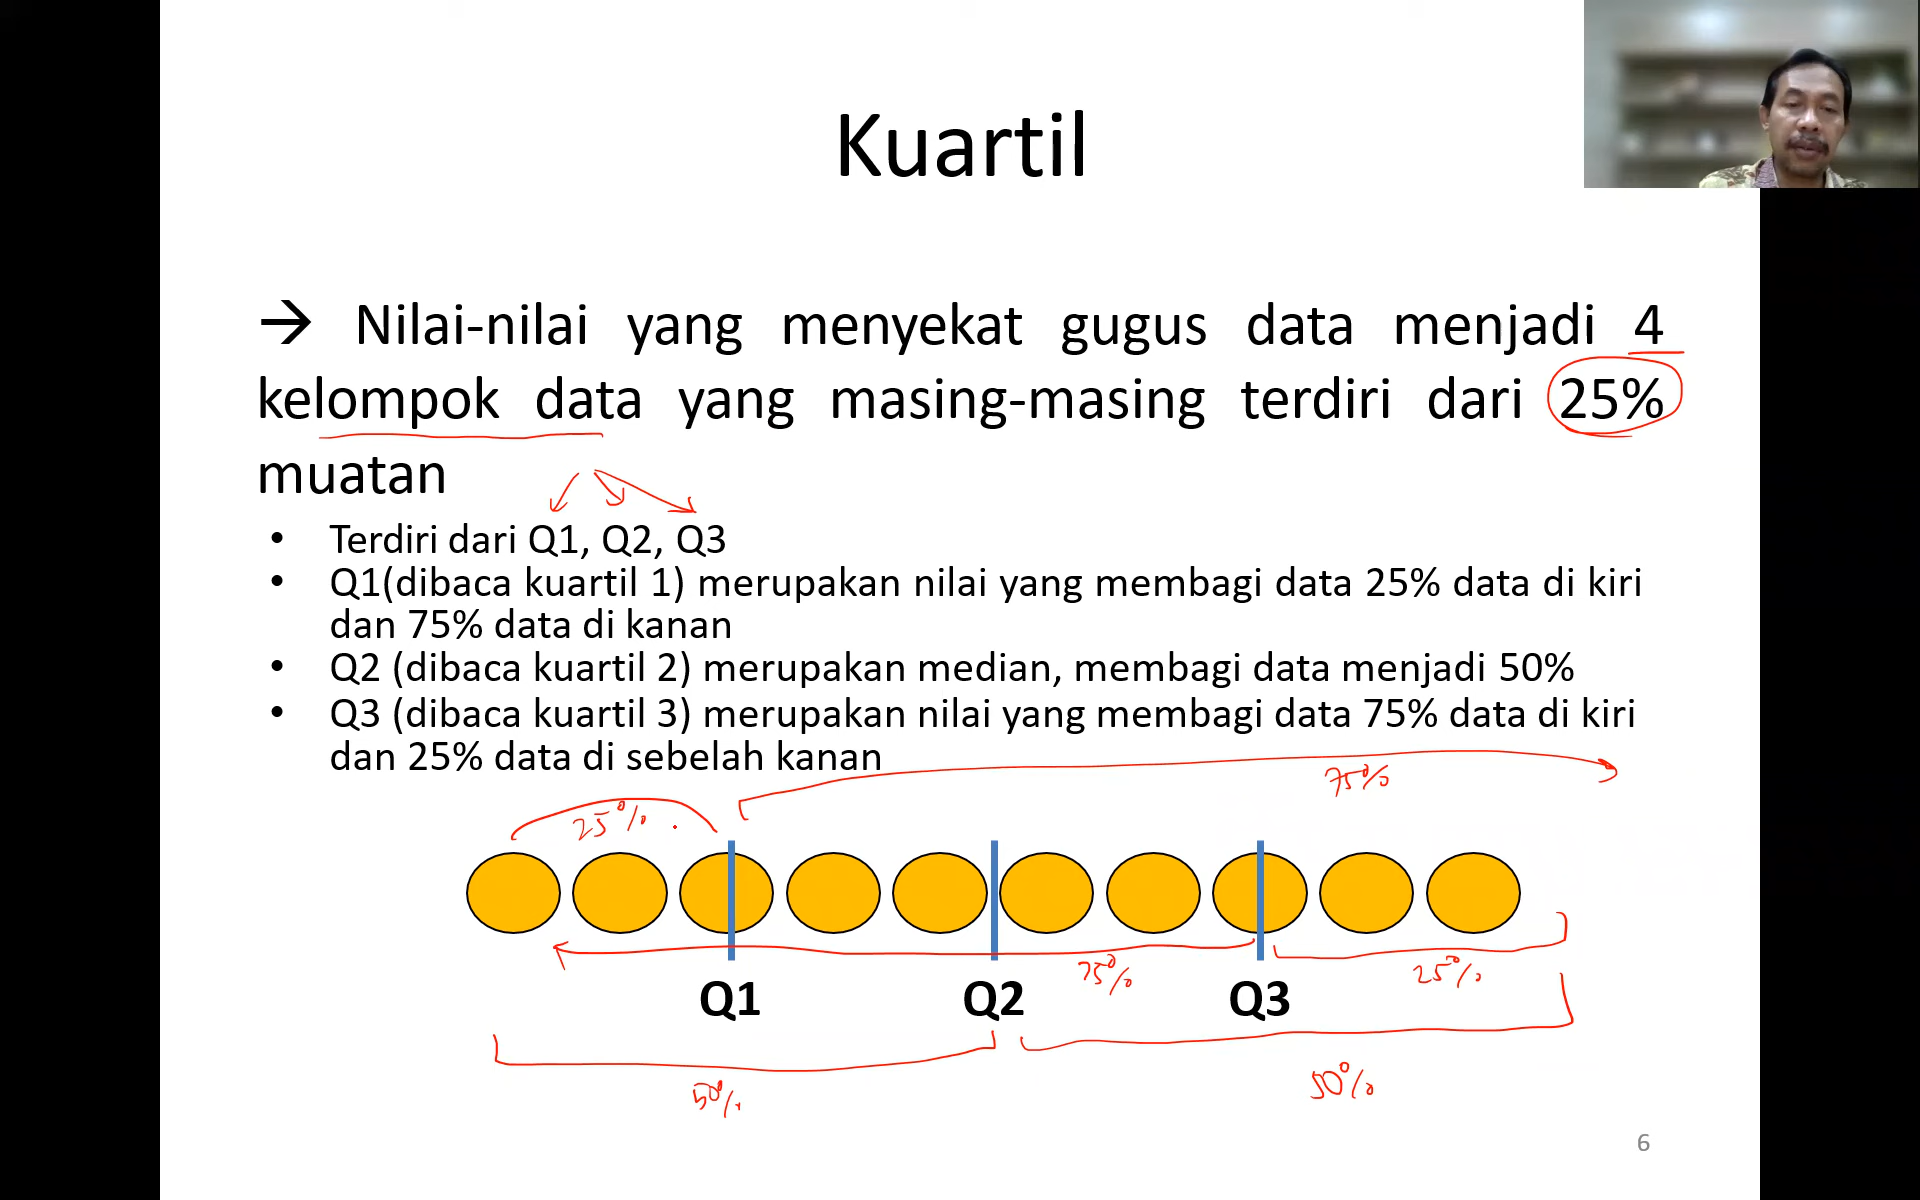 Kuartil
→ Nilai-nilai yang menyekat gugus data menjadi 4
kelompok data yang masing-masing terdiri dari 25%
muatan
• Terdiri dari Q1, Q2, Q3
• Q1(dibaca kuartil 1) merupakan nilai yang membagi data 25% data di kiri
dan 75% data di kanan
• Q2 (dibaca kuartil 2) merupakan median, membagi data menjadi 50%
• Q3 (dibaca kuartil 3) merupakan nilai yang membagi data 75% data di kiri
dan 25% data di sebelah kanan
75%
25%
75%
25%
Q1 Q2 Q3
50%
50%
6